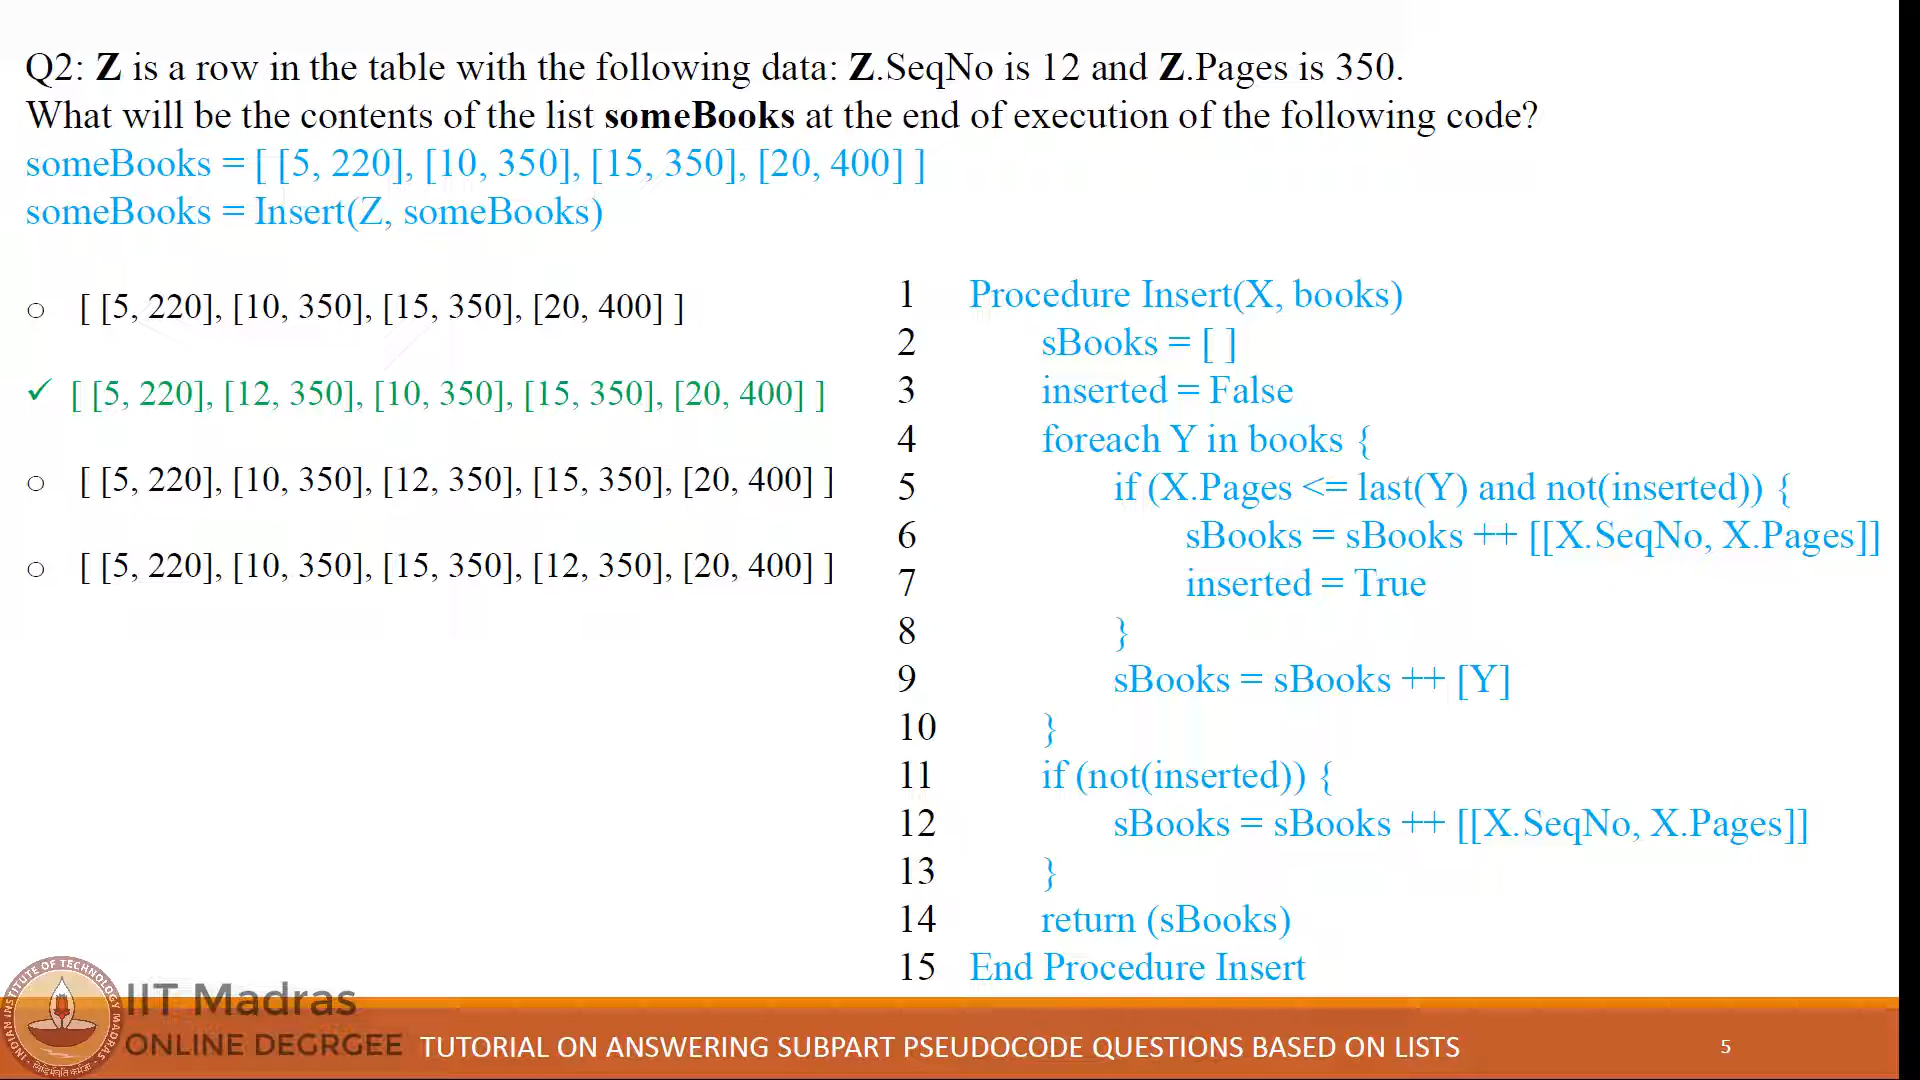 Q2: Z is a row in the table with the following data: Z.SeqNo is 12 and Z.Pages is 350.
What will be the contents of the list someBooks at the end of execution of the following code?
someBooks = [ [5, 220], [10, 350], [15, 350], [20, 400] ]
someBooks = Insert(Z, someBooks)
[ [5, 220], [10, 350], [15, 350], [20, 400] ]
✓ [ [5, 220], [12, 350], [10, 350], [15, 350], [20, 400] ]
[ [5, 220], [10, 350], [12, 350], [15, 350], [20, 400] ]
[ [5, 220], [10, 350], [15, 350], [12, 350], [20, 400] ]
1 Procedure Insert(X, books)
2 sBooks = [ ]
3 inserted = False
4 foreach Y in books {
5 if (X.Pages <= last(Y) and not(inserted)) {
6 sBooks = sBooks ++ [[X.SeqNo, X.Pages]]
7 inserted = True
8 }
9 sBooks = sBooks ++ [Y]
10 }
11 if (not(inserted)) {
12 sBooks = sBooks ++ [[X.SeqNo, X.Pages]]
13 }
14 return (sBooks)
15 End Procedure Insert
INDIAN INSTITUTE OF TECHNOLOGY MADRAS
IIT Madras
ONLINE DEGRGEE
TUTORIAL ON ANSWERING SUBPART PSEUDOCODE QUESTIONS BASED ON LISTS
5